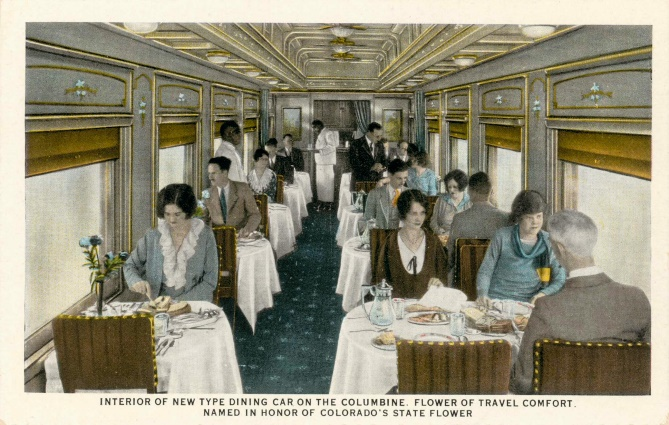 INTERIOR OF NEW TYPE DINING CAR ON THE COLUMBINE. FLOWER OF TRAVEL COMFORT.
NAMED IN HONOR OF COLORADO'S STATE FLOWER